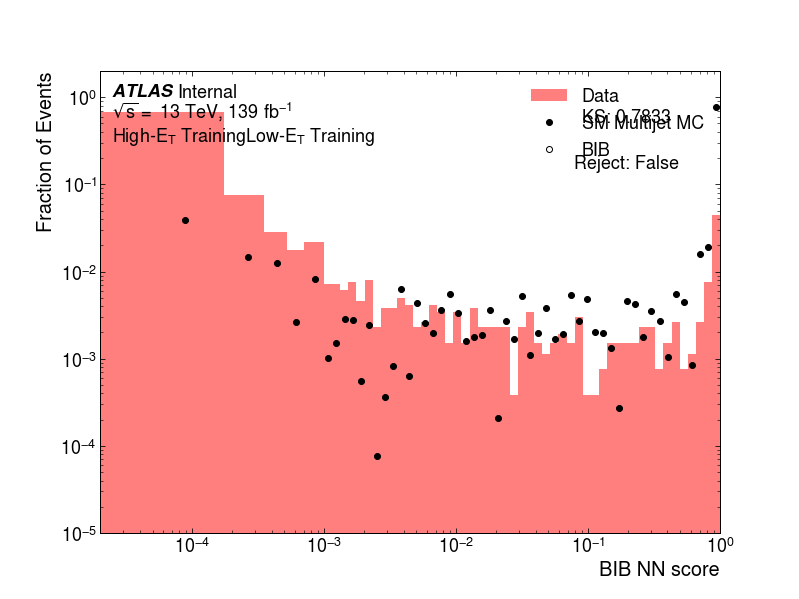 ATLAS Internal
√s = 13 TeV, 139 fb⁻¹
High-E_T TrainingLow-E_T Training
Data
KS: 0.7833
SM Multijet MC
BIB
Reject: False
Fraction of Events
10⁰
10⁻¹
10⁻²
10⁻³
10⁻⁴
10⁻⁵
10⁻⁴ 10⁻³ 10⁻² 10⁻¹ 10⁰
BIB NN score